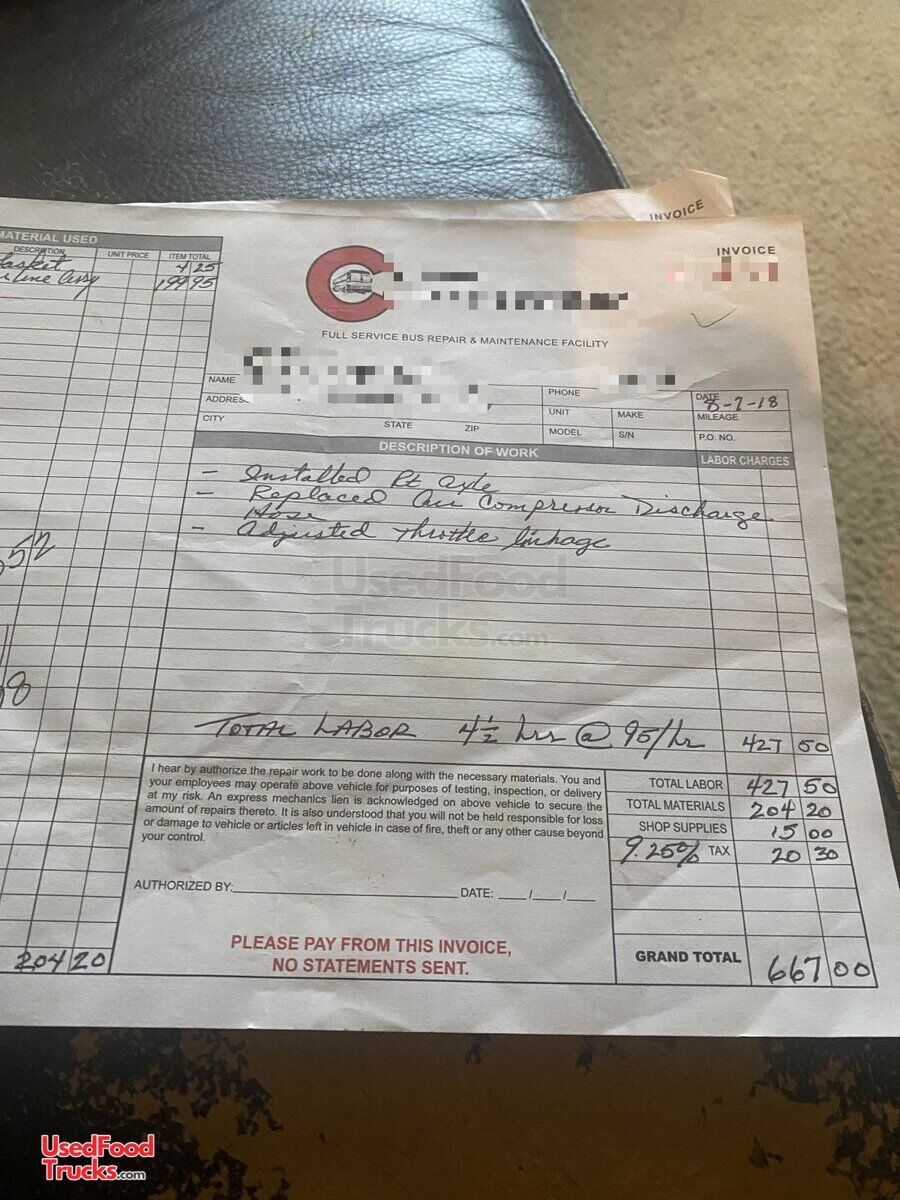 INVOICE
MATERIAL USED
DESCRIPTION UNIT PRICE ITEM TOTAL
4 25
199 95
52
8
204 20
INVOICE
C
FULL SERVICE BUS REPAIR & MAINTENANCE FACILITY
NAME
PHONE
DATE 8-7-18
ADDRESS
UNIT MAKE MILEAGE
CITY STATE ZIP
MODEL S/N P.O. NO.
DESCRIPTION OF WORK LABOR CHARGES
- Installed Rt axle
- Replaced Air Compressor Discharge
Hose
- Adjusted throttle linkage
UsedFood
Trucks.com
TOTAL LABOR 4½ hrs @ 95/hr 427 50
I hear by authorize the repair work to be done along with the necessary materials. You and
your employees may operate above vehicle for purposes of testing, inspection, or delivery
at my risk. An express mechanics lien is acknowledged on above vehicle to secure the
amount of repairs thereto. It is also understood that you will not be held responsible for loss
or damage to vehicle or articles left in vehicle in case of fire, theft or any other cause beyond
your control.
TOTAL LABOR 427 50
TOTAL MATERIALS 204 20
SHOP SUPPLIES 15 00
9.25% TAX 20 30
AUTHORIZED BY: DATE: / /
PLEASE PAY FROM THIS INVOICE,
NO STATEMENTS SENT.
GRAND TOTAL 667 00
UsedFood
Trucks.com